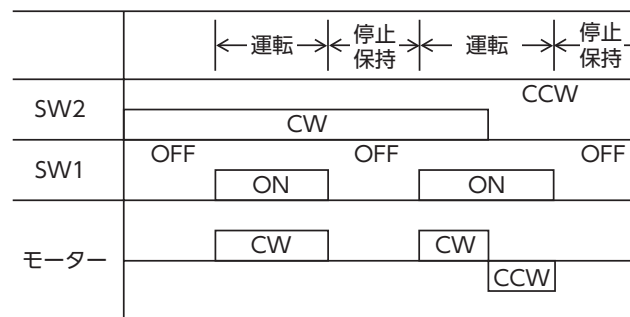 運転 停止 運転 停止
保持 保持
SW2 CCW
CW
SW1 OFF OFF OFF
ON ON
モーター CW CW
CCW